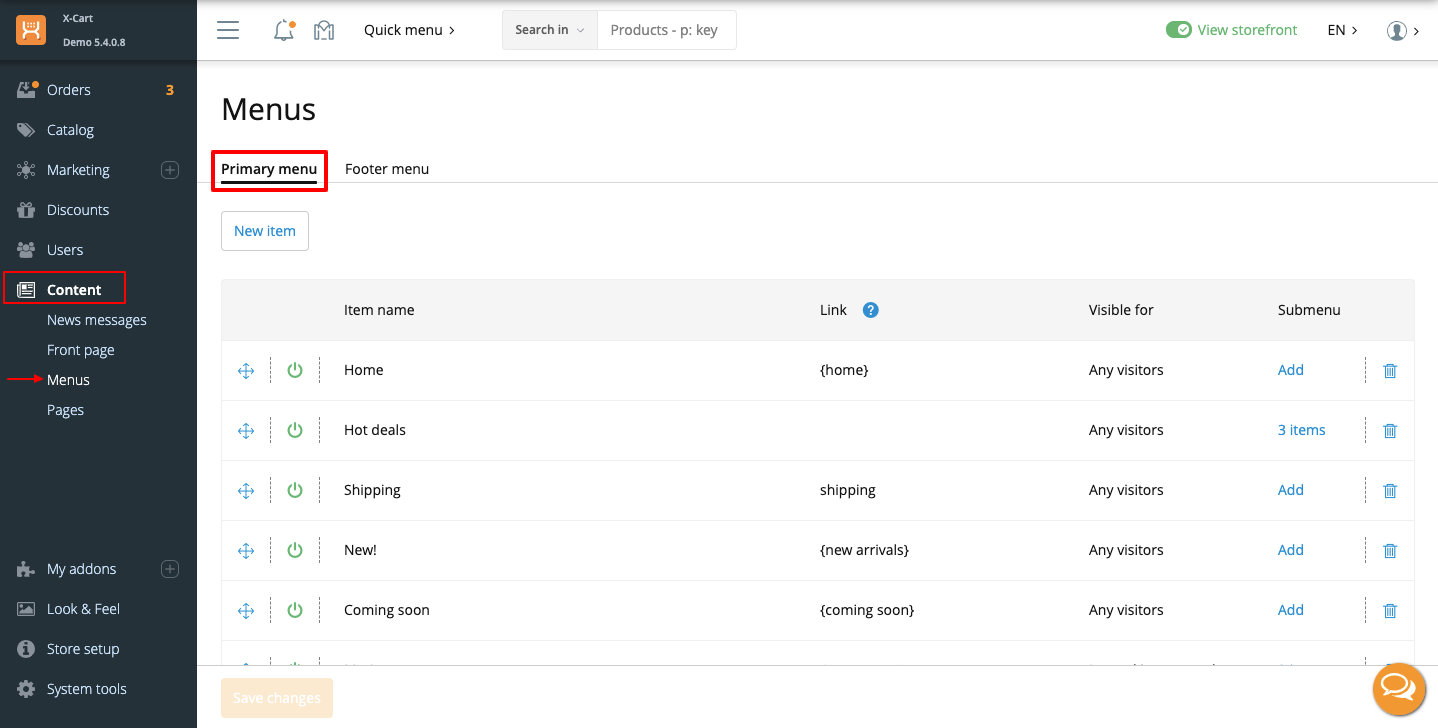 X-Cart
Demo 5.4.0.8
Quick menu
Search in
Products - p: key
View storefront
EN
Orders 3
Catalog
Marketing
Discounts
Users
Content
News messages
Front page
Menus
Pages
My addons
Look & Feel
Store setup
System tools
Menus
Primary menu Footer menu
New item
Item name Link ? Visible for Submenu
Home {home} Any visitors Add
Hot deals Any visitors 3 items
Shipping shipping Any visitors Add
New! {new arrivals} Any visitors Add
Coming soon {coming soon} Any visitors Add
Save changes